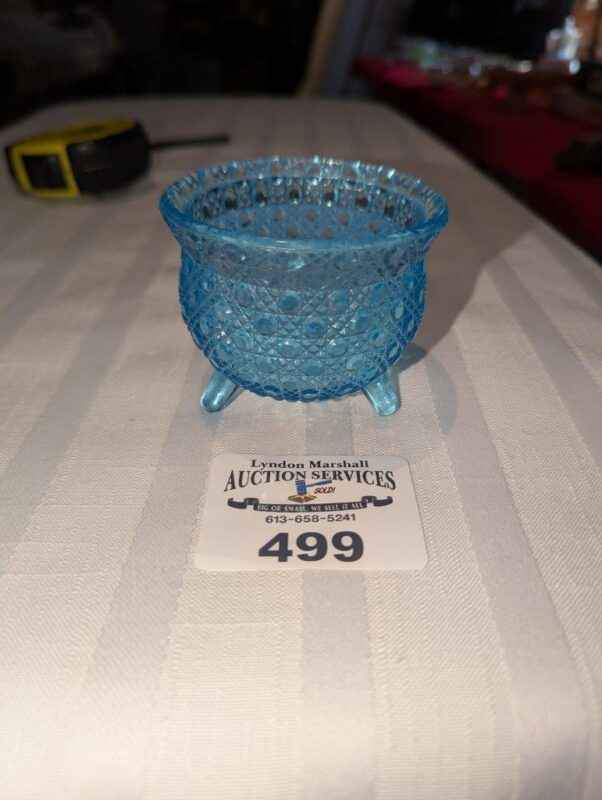 Lyndon Marshall
AUCTION SERVICES
SOLD!
BIG OR SMALL, WE SELL IT ALL
613-658-5241
499